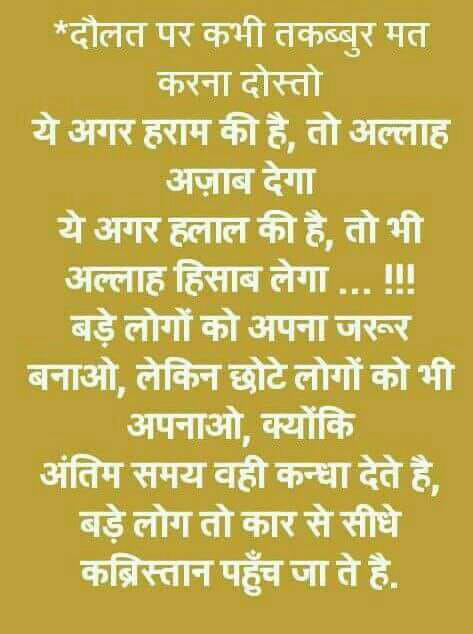 *दौलत पर कभी तकब्बुर मत
करना दोस्तो
ये अगर हराम की है, तो अल्लाह
अज़ाब देगा
ये अगर हलाल की है, तो भी
अल्लाह हिसाब लेगा ... !!!
बड़े लोगों को अपना जरूर
बनाओ, लेकिन छोटे लोगों को भी
अपनाओ, क्योंकि
अंतिम समय वही कन्धा देते है,
बड़े लोग तो कार से सीधे
कब्रिस्तान पहुँच जा ते है.